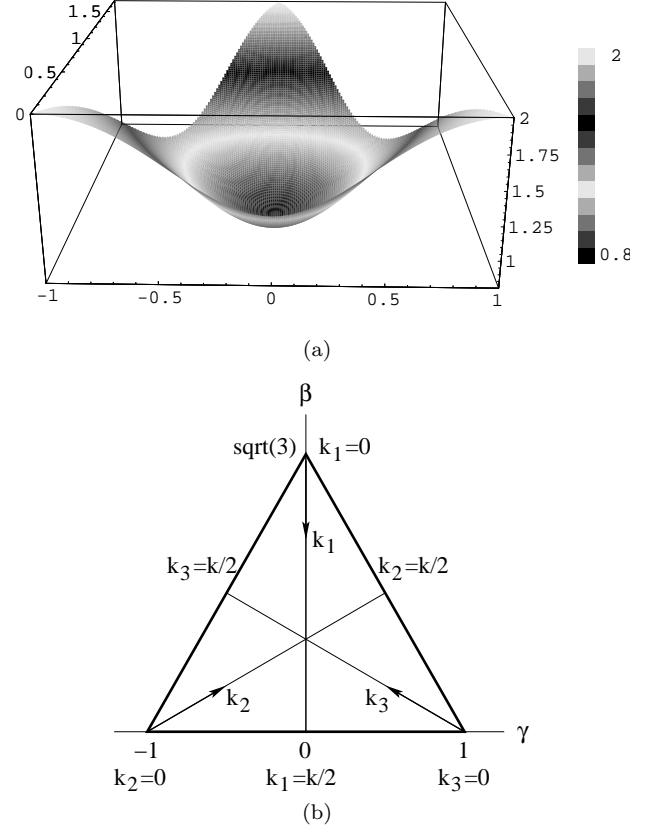 1.5
1
0.5
0
2
1.75
1.5
1.25
1
-1
-0.5
0
0.5
1
2
0.8
(a)
β
sqrt(3) k₁=0
k₁
k₃=k/2 k₂=k/2
k₂ k₃
γ
−1 0 1
k₂=0 k₁=k/2 k₃=0
(b)